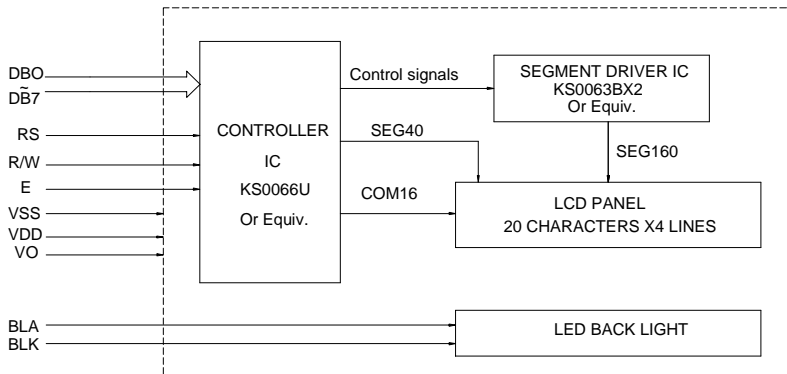 DBO
~
DB7
RS
R/W
E
VSS
VDD
VO
BLA
BLK
CONTROLLER
IC
KS0066U
Or Equiv.
Control signals
SEG40
COM16
SEGMENT DRIVER IC
KS0063BX2
Or Equiv.
SEG160
LCD PANEL
20 CHARACTERS X4 LINES
LED BACK LIGHT